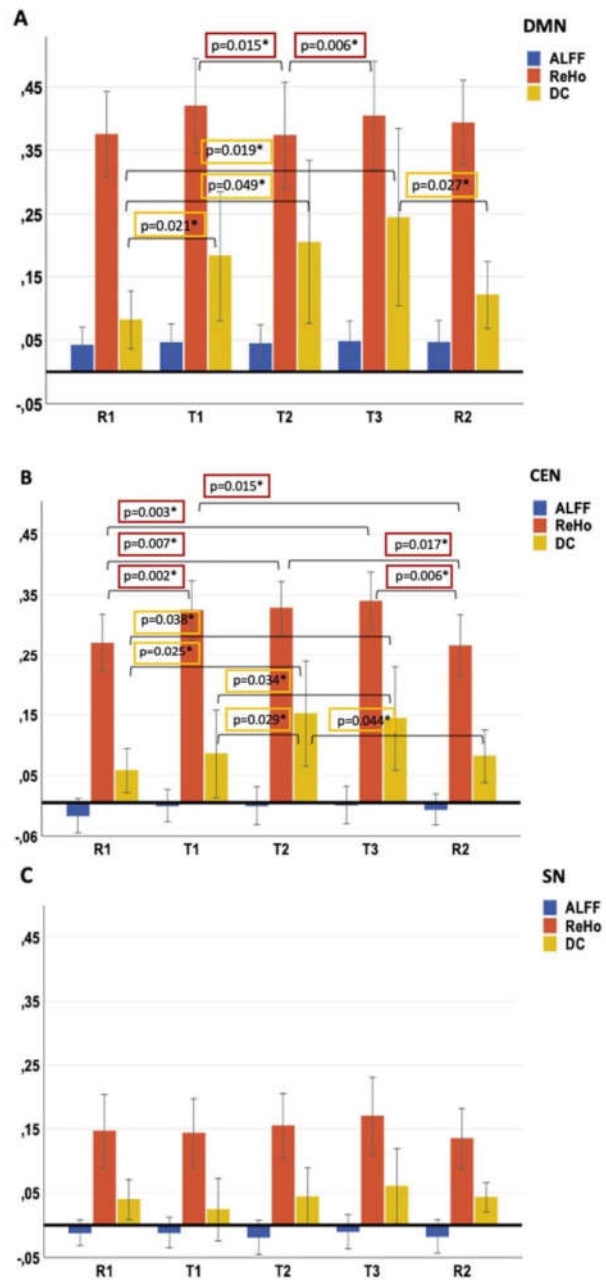 A
DMN
ALFF
ReHo
DC
p=0.015*
p=0.006*
p=0.019*
p=0.049*
p=0.027*
p=0.021*
,45
,35
,25
,15
,05
-,05
R1 T1 T2 T3 R2
B
CEN
ALFF
ReHo
DC
p=0.015*
p=0.003*
p=0.007*
p=0.017*
p=0.002*
p=0.006*
p=0.038*
p=0.025*
p=0.034*
p=0.029*
p=0.044*
,45
,35
,25
,15
,05
-,06
R1 T1 T2 T3 R2
C
SN
ALFF
ReHo
DC
,45
,35
,25
,15
,05
-,05
R1 T1 T2 T3 R2